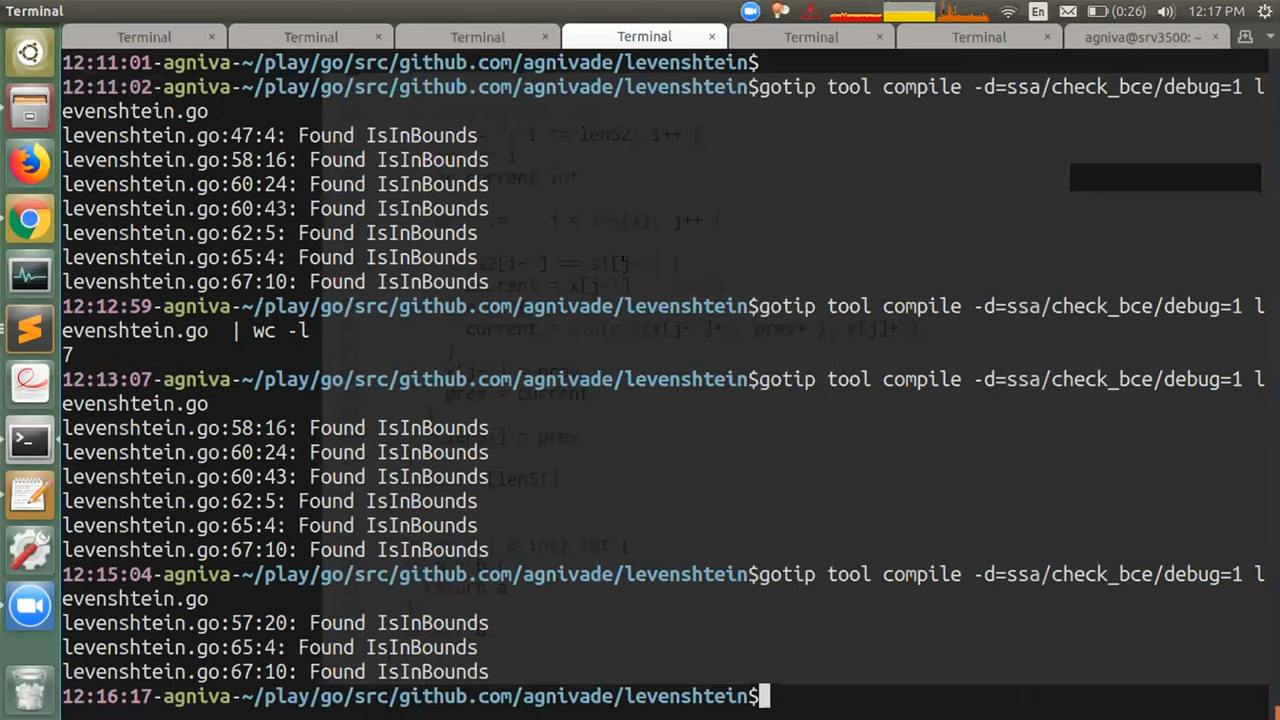 Terminal
(0:26)
En
12:17 PM
Terminal × Terminal × Terminal × Terminal × Terminal × Terminal × agniva@srv3500: ~ ×
12:11:01-agniva-~/play/go/src/github.com/agnivade/levenshtein$
12:11:02-agniva-~/play/go/src/github.com/agnivade/levenshtein$gotip tool compile -d=ssa/check_bce/debug=1 l
evenshtein.go
levenshtein.go:47:4: Found IsInBounds
levenshtein.go:58:16: Found IsInBounds
levenshtein.go:60:24: Found IsInBounds
levenshtein.go:60:43: Found IsInBounds
levenshtein.go:62:5: Found IsInBounds
levenshtein.go:65:4: Found IsInBounds
levenshtein.go:67:10: Found IsInBounds
12:12:59-agniva-~/play/go/src/github.com/agnivade/levenshtein$gotip tool compile -d=ssa/check_bce/debug=1 l
evenshtein.go  | wc -l
7
12:13:07-agniva-~/play/go/src/github.com/agnivade/levenshtein$gotip tool compile -d=ssa/check_bce/debug=1 l
evenshtein.go
levenshtein.go:58:16: Found IsInBounds
levenshtein.go:60:24: Found IsInBounds
levenshtein.go:60:43: Found IsInBounds
levenshtein.go:62:5: Found IsInBounds
levenshtein.go:65:4: Found IsInBounds
levenshtein.go:67:10: Found IsInBounds
12:15:04-agniva-~/play/go/src/github.com/agnivade/levenshtein$gotip tool compile -d=ssa/check_bce/debug=1 l
evenshtein.go
levenshtein.go:57:20: Found IsInBounds
levenshtein.go:65:4: Found IsInBounds
levenshtein.go:67:10: Found IsInBounds
12:16:17-agniva-~/play/go/src/github.com/agnivade/levenshtein$